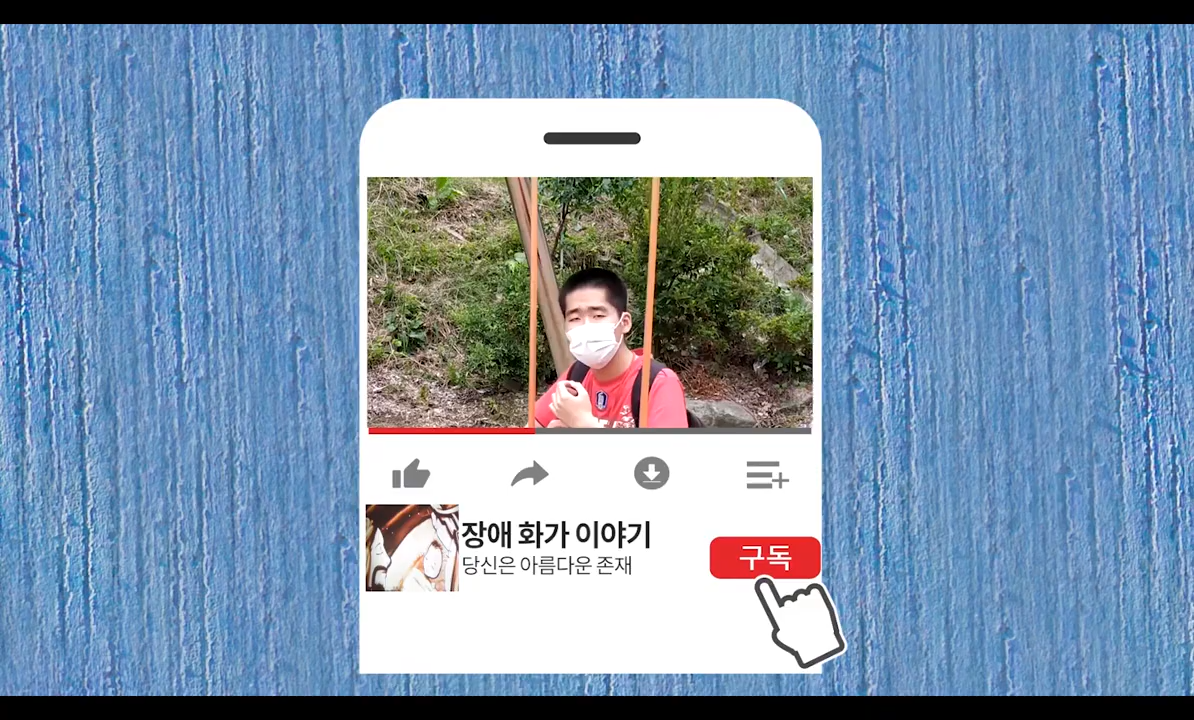 장애 화가 이야기
당신은 아름다운 존재
구독